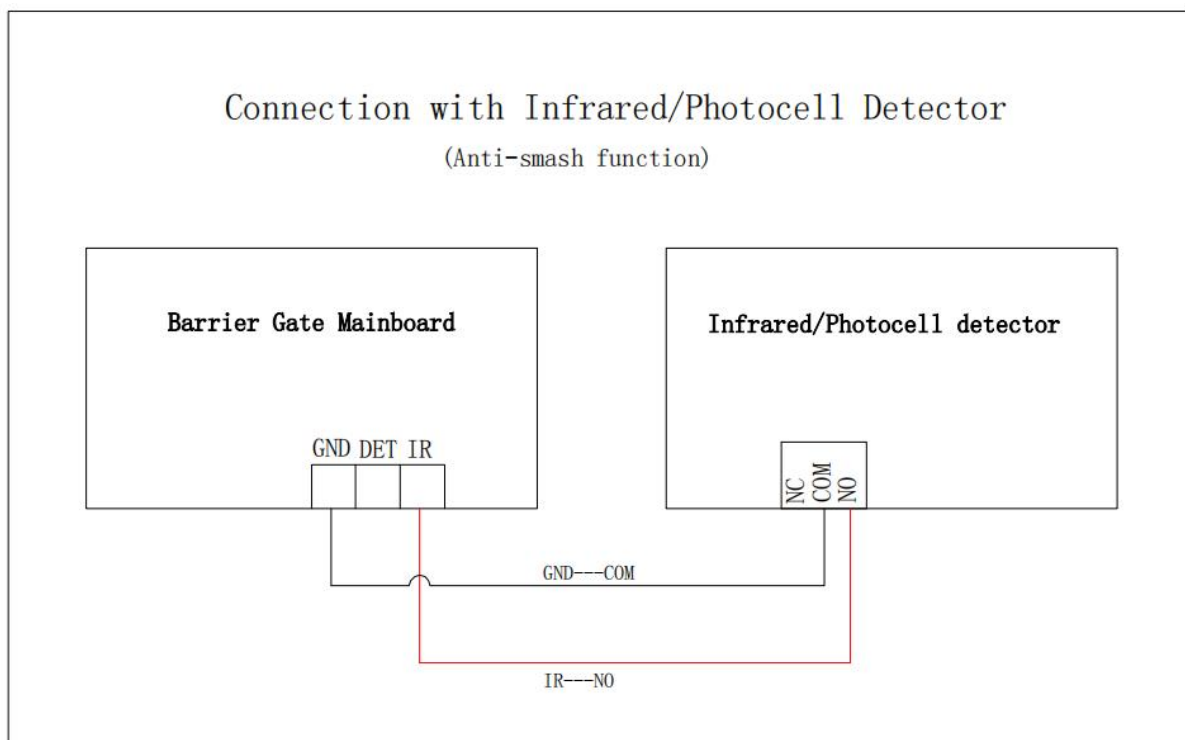 Connection with Infrared/Photocell Detector
(Anti-smash function)
Barrier Gate Mainboard
Infrared/Photocell detector
GND DET IR
NC
COM
NO
GND---COM
IR---NO